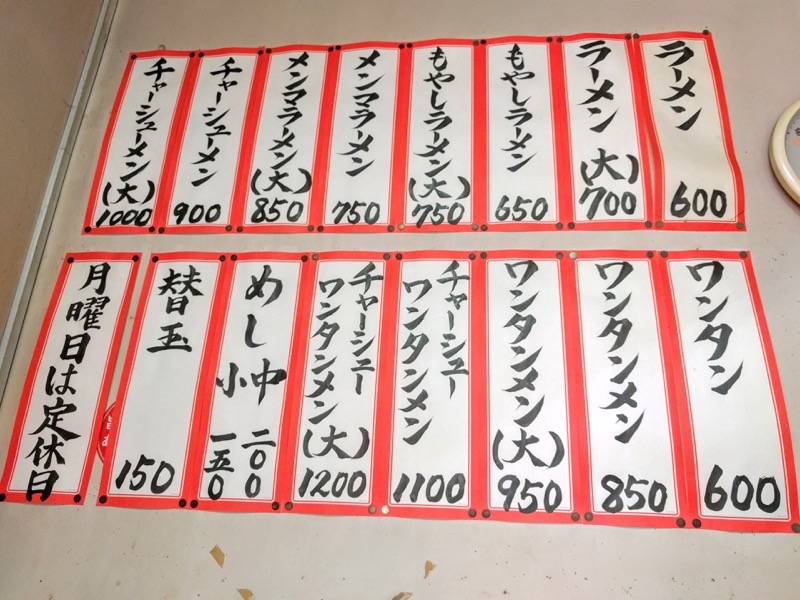 ラーメン
600
ラーメン(大)
700
もやしラーメン
650
もやしラーメン(大)
750
メンマラーメン
750
メンマラーメン(大)
850
チャーシューメン
900
チャーシューメン(大)
1000
ワンタン
600
ワンタンメン
850
ワンタンメン(大)
950
チャーシュー
ワンタンメン
1100
チャーシュー
ワンタンメン(大)
1200
めし
中 二〇〇
小 一五〇
替玉
150
月曜日は定休日